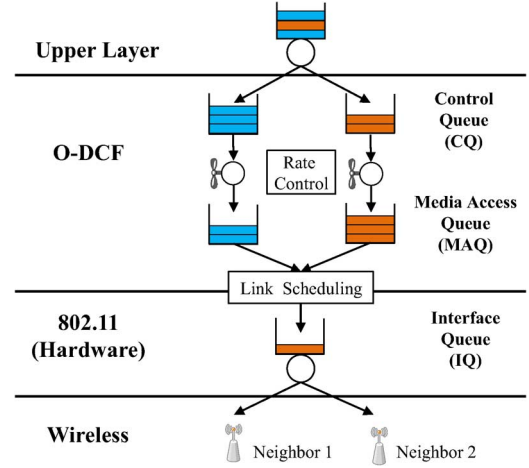 Upper Layer
Control
Queue
(CQ)
O-DCF
Rate
Control
Media Access
Queue
(MAQ)
Link Scheduling
802.11
(Hardware)
Interface
Queue
(IQ)
Wireless
Neighbor 1
Neighbor 2